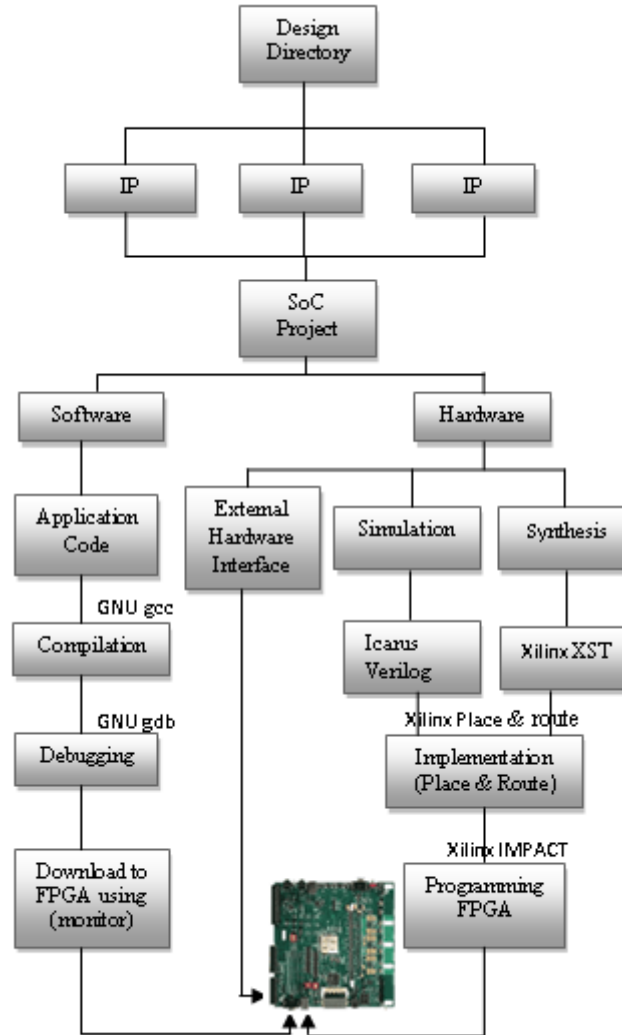 Design
Directory
IP
IP
IP
SoC
Project
Software
Hardware
Application
Code
External
Hardware
Interface
Simulation
Synthesis
GNU gcc
Compilation
Icarus
Verilog
Xilinx XST
GNU gdb
Xilinx Place & route
Debugging
Implementation
(Place & Route)
Xilinx IMPACT
Download to
FPGA using
(monitor)
Programming
FPGA